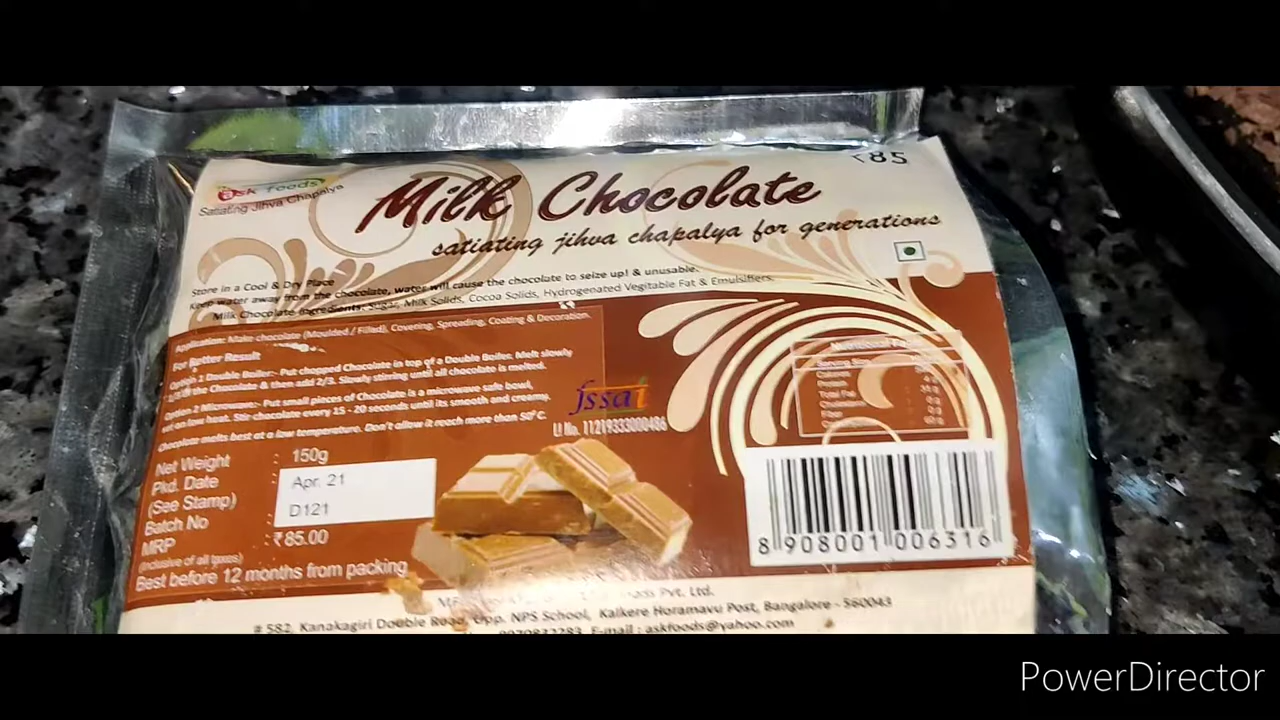 ₹85
ask foods
Satiating Jihva Chapalya
Milk Chocolate
satiating jihva chapalya for generations
Store in a Cool & Dry Place
Keep water away from the chocolate, water will cause the chocolate to seize up! & unusable.
Milk Chocolate Ingredients: Sugar, Milk Solids, Cocoa Solids, Hydrogenated Vegitable Fat & Emulsifiers.
Application: Make chocolate (Moulded / Filled), Covering, Spreading, Coating & Decoration.
For Better Result
Option 1 Double Boiler:- Put chopped Chocolate in top of a Double Boiler. Melt slowly
1/3 of the Chocolate & then add 2/3. Slowly stirring until all chocolate is melted.
Option 2 Microwave:- Put small pieces of Chocolate is a microwave safe bowl,
set on low heat. Stir chocolate every 15 - 20 seconds until its smooth and creamy.
Chocolate melts best at a low temperature. Don't allow it reach more than 50°C.
fssai
Li No. 11219333000486
Net Weight : 150g
Pkd. Date : Apr. 21
(See Stamp)
Batch No : D121
MRP : ₹85.00
(inclusive of all taxes)
Best before 12 months from packing
8 908001 006316
Pvt. Ltd.
# 582, Kanakagiri Double Road, Opp. NPS School, Kalkere Horamavu Post, Bangalore - 560043
E-mail : askfoods@yahoo.com
PowerDirector